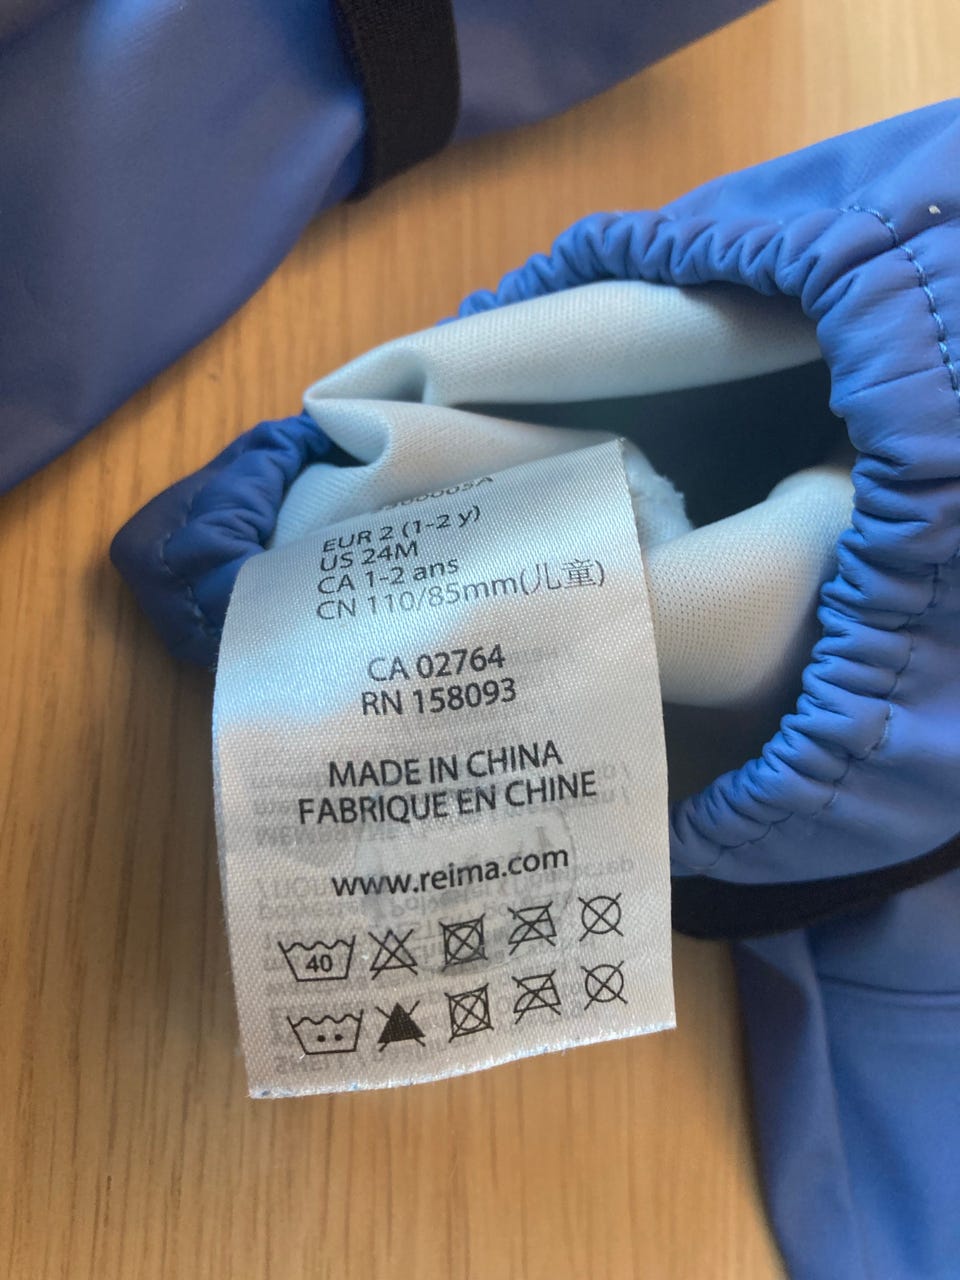 EUR 2 (1-2 y)
US 24M
CA 1-2 ans
CN 110/85mm(儿童)
CA 02764
RN 158093
MADE IN CHINA
FABRIQUE EN CHINE
www.reima.com
40